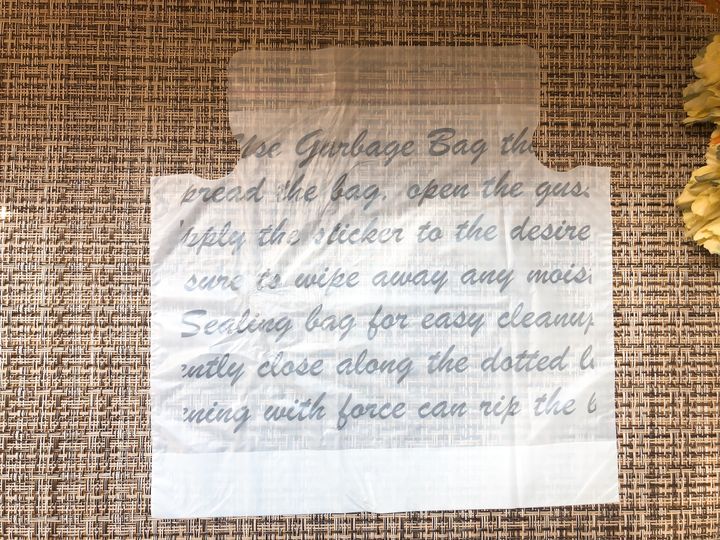 Use Gurbage Bag the
pread the bag, open the gus
pply the sticker to the desire
sure to wipe away any mois
Sealing bag for easy cleanup
ntly close along the dotted l
ning with force can rip the b